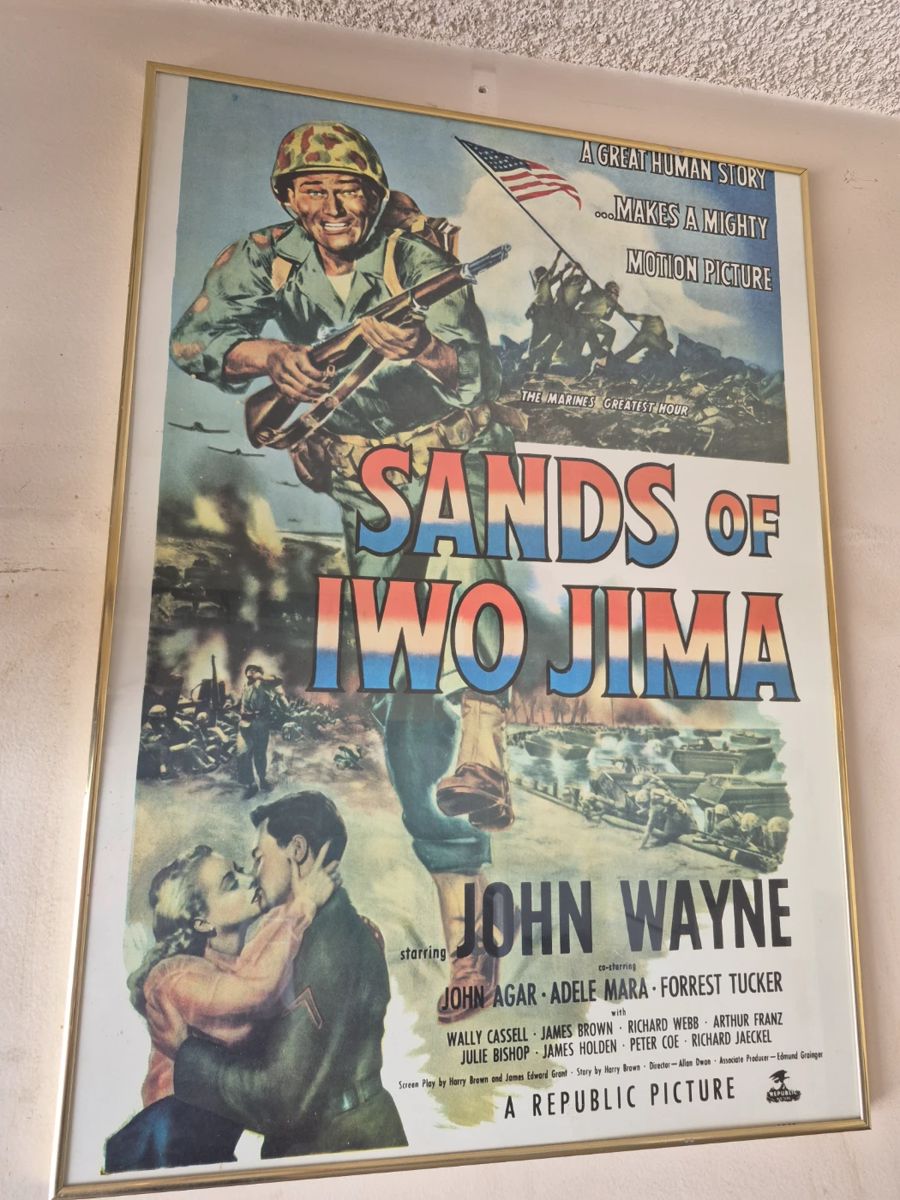 A GREAT HUMAN STORY
...MAKES A MIGHTY
MOTION PICTURE
THE MARINES' GREATEST HOUR
SANDS OF
IWO JIMA
starring JOHN WAYNE
co-starring
JOHN AGAR · ADELE MARA · FORREST TUCKER
with
WALLY CASSELL · JAMES BROWN · RICHARD WEBB · ARTHUR FRANZ
JULIE BISHOP · JAMES HOLDEN · PETER COE · RICHARD JAECKEL
Screen Play by Harry Brown and James Edward Grant · Story by Harry Brown · Director—Allan Dwan · Associate Producer—Edmund Grainger
A REPUBLIC PICTURE
REPUBLIC